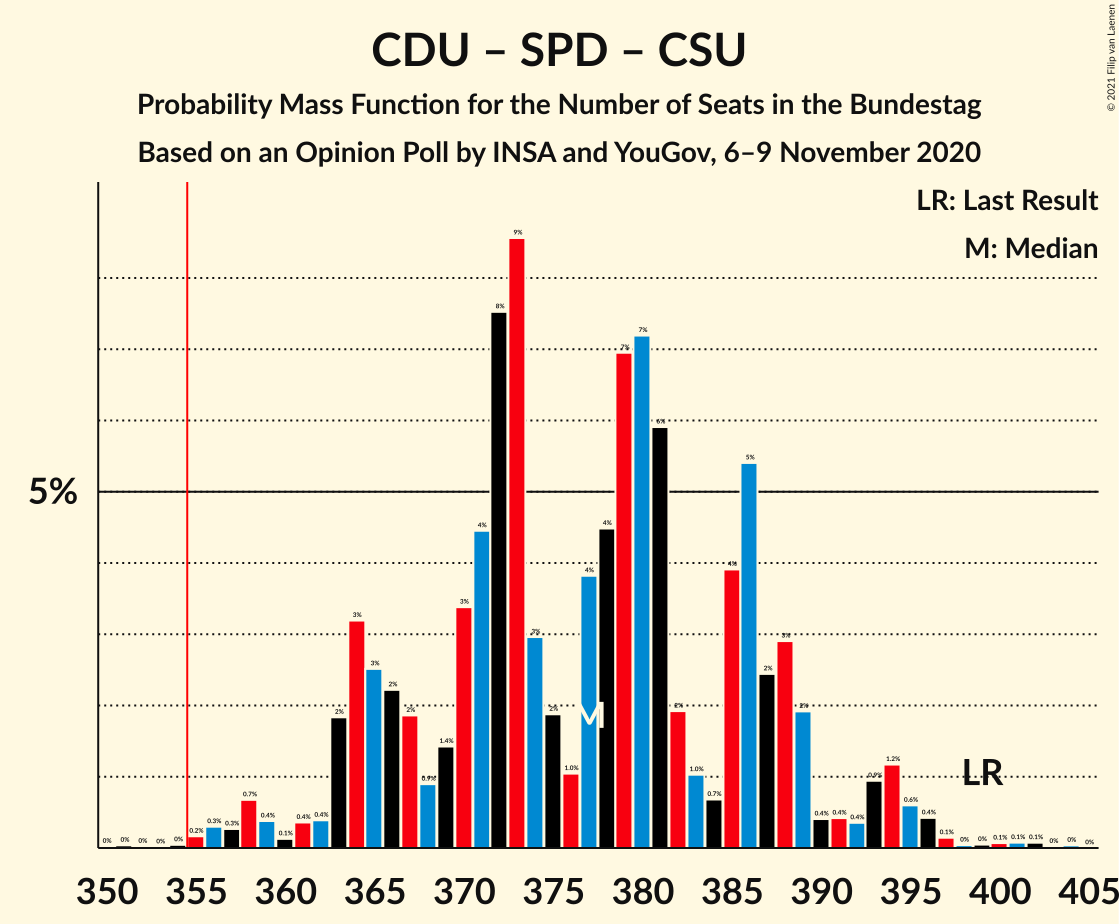 CDU – SPD – CSU
Probability Mass Function for the Number of Seats in the Bundestag
Based on an Opinion Poll by INSA and YouGov, 6–9 November 2020
© 2021 Filip van Laenen
LR: Last Result
M: Median
5%
0% 0% 0% 0% 0% 0.2% 0.3% 0.3% 0.7% 0.4% 0.1% 0.4% 0.4% 2% 3% 3% 2% 2% 0.9% 1.4% 3% 4% 8% 9% 3% 2% 1.0% 4% 4% 7% 7% 6% 2% 1.0% 0.7% 4% 5% 2% 3% 2% 0.4% 0.4% 0.4% 0.9% 1.2% 0.6% 0.4% 0.1% 0% 0% 0.1% 0.1% 0.1% 0% 0% 0%
M
LR
350 355 360 365 370 375 380 385 390 395 400 405